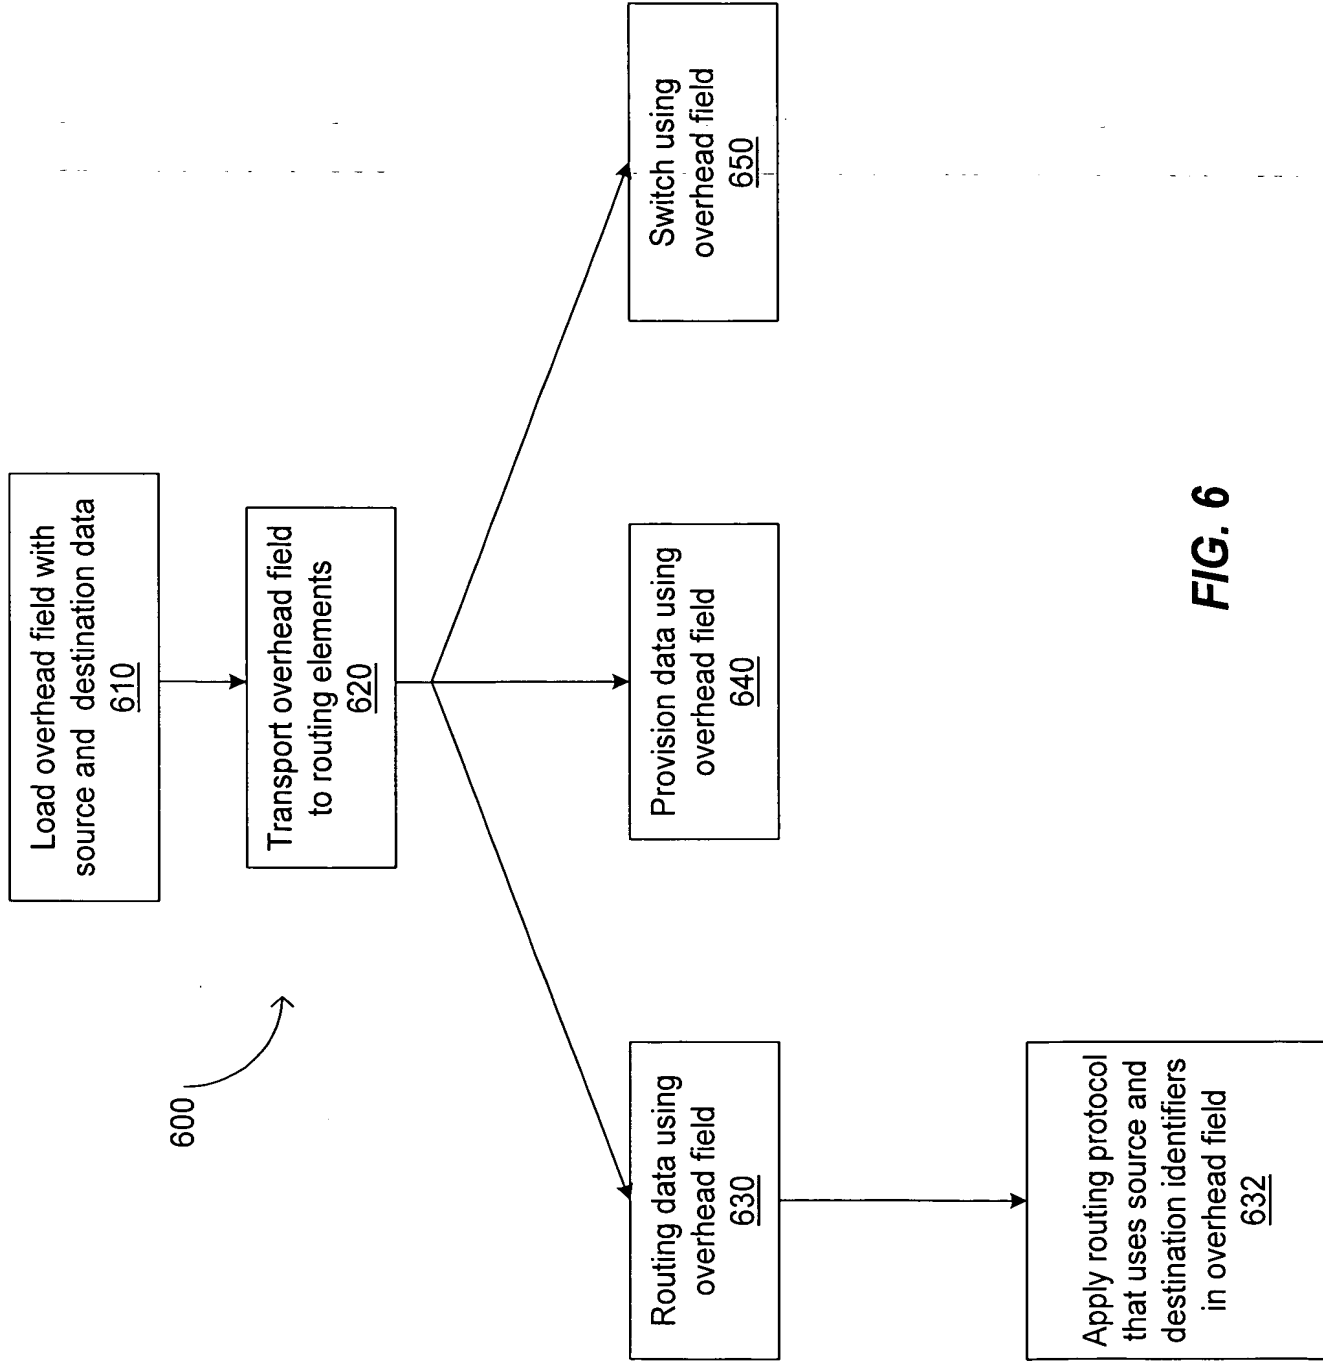 600
Load overhead field with
source and destination data
610
Transport overhead field
to routing elements
620
Routing data using
overhead field
630
Provision data using
overhead field
640
Switch using
overhead field
650
Apply routing protocol
that uses source and
destination identifiers
in overhead field
632
FIG. 6